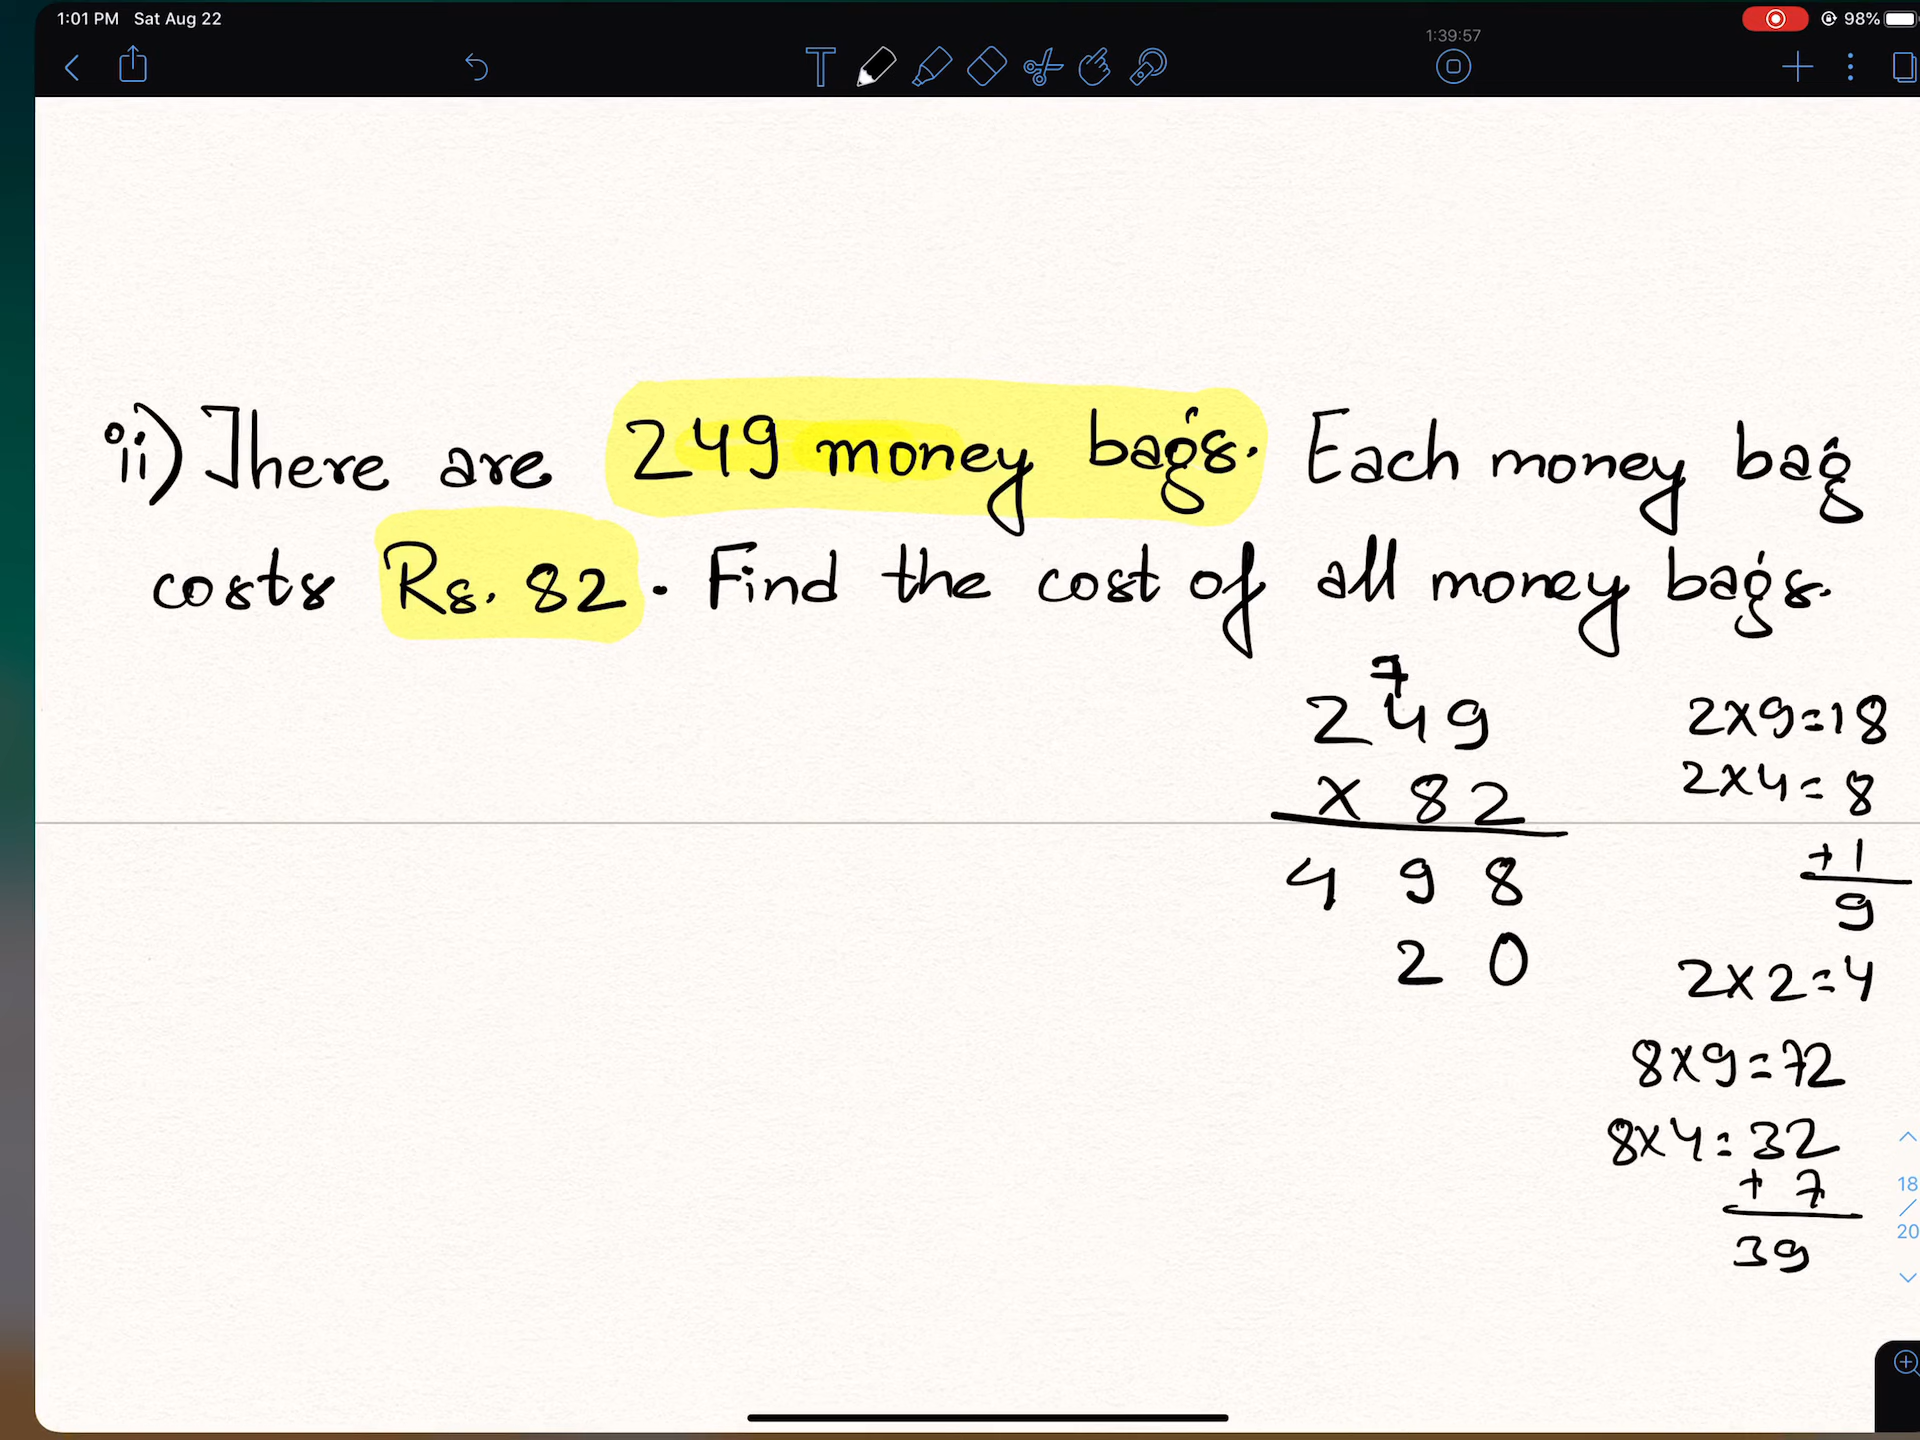 1:01 PM Sat Aug 22
98%
1:39:57
T
ii) There are 249 money bags. Each money bag
costs Rs. 82. Find the cost of all money bags.
7
249
x 82
4 9 8
2 0
2x9=18
2x4=8
+1
9
2x2=4
8x9=72
8x4=32
+7
39
18
/
20